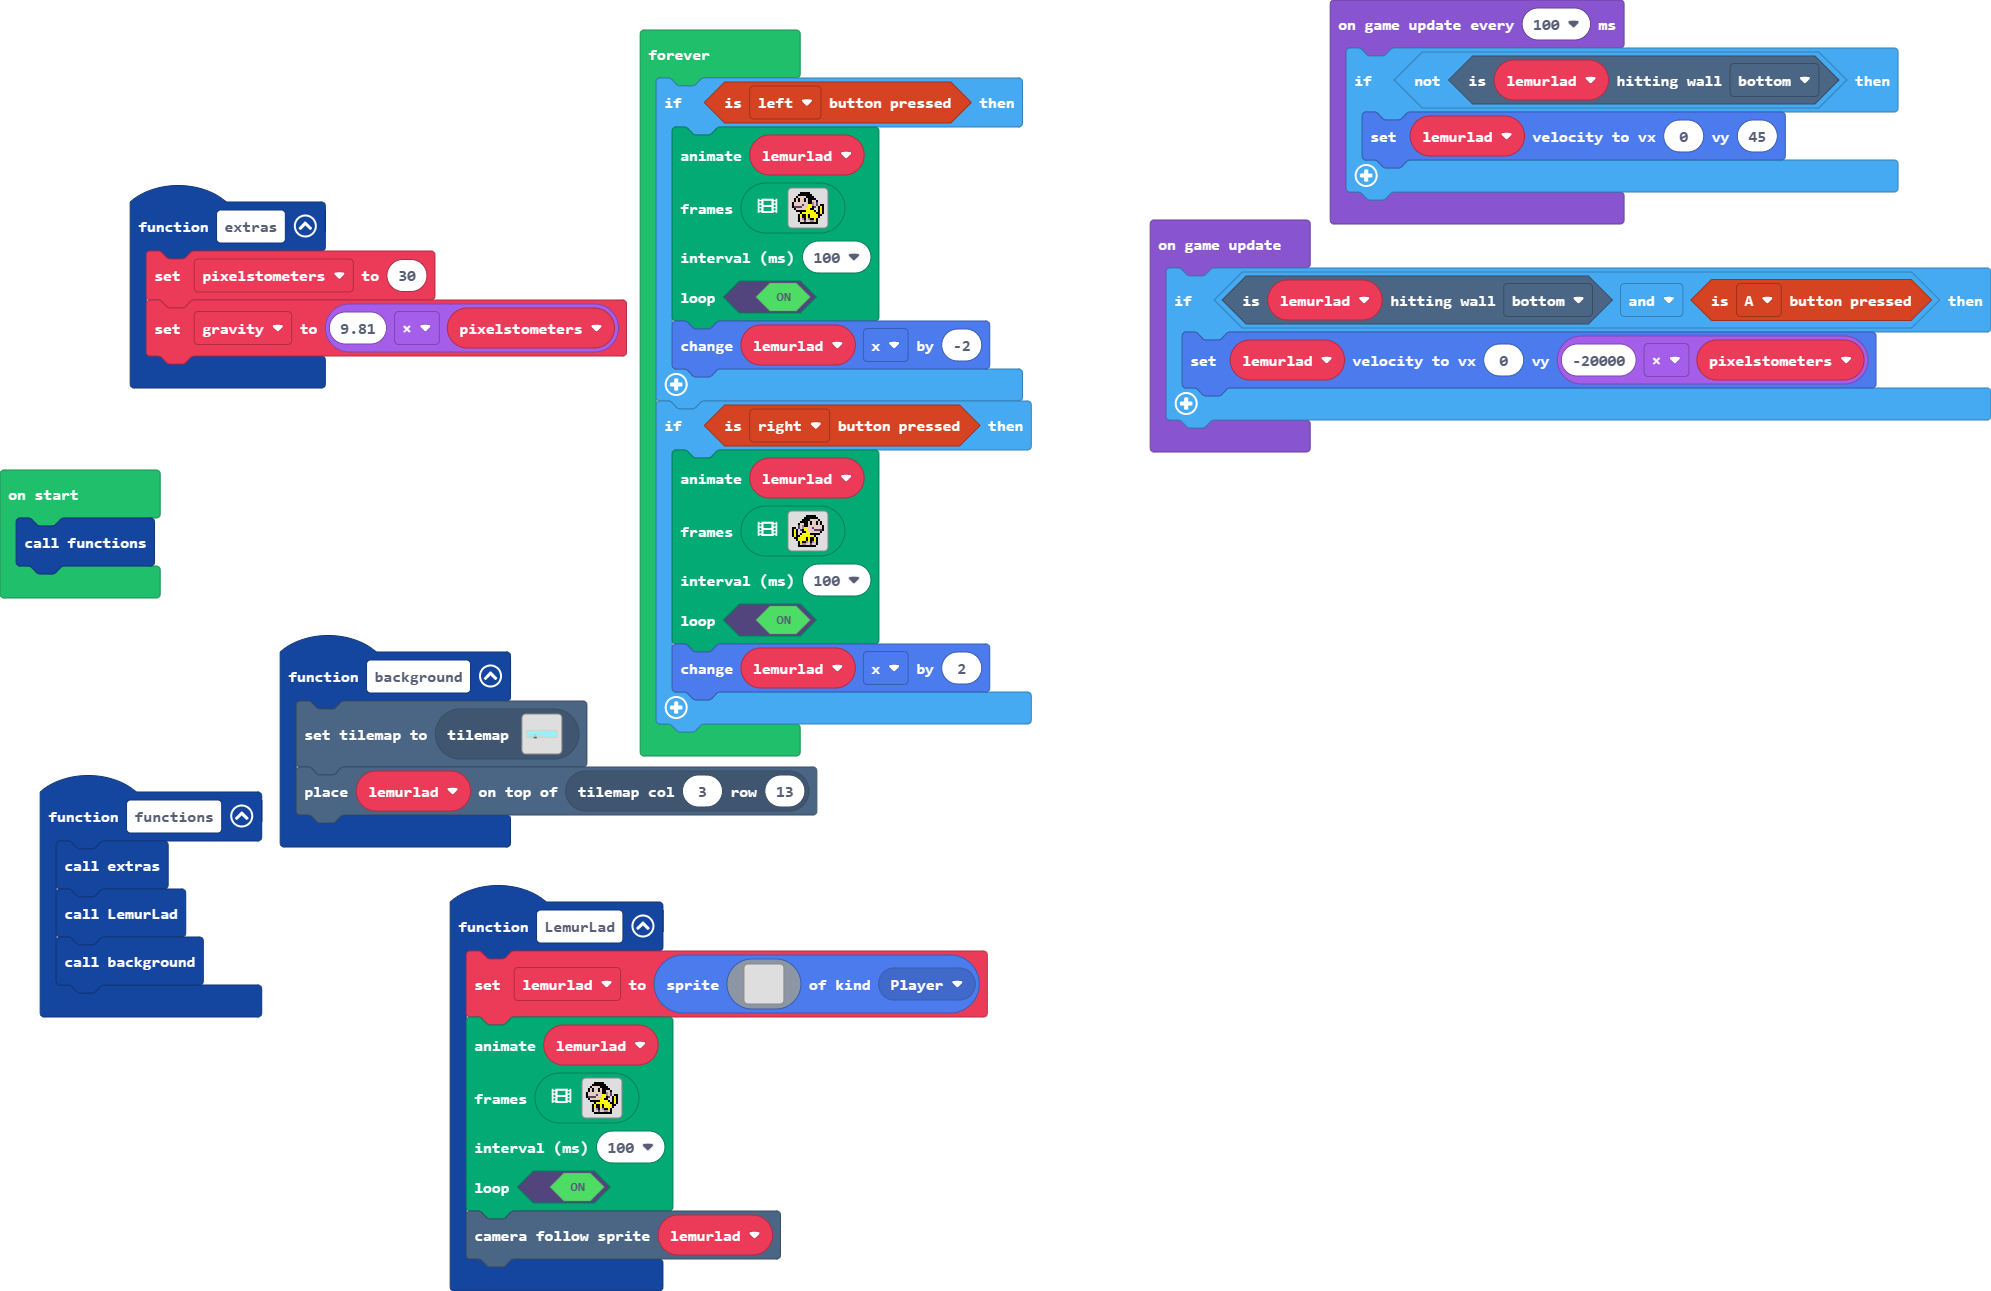 function extras
set pixelstometers to 30
set gravity to 9.81 × pixelstometers
on start
call functions
function background
set tilemap to tilemap
place lemurlad on top of tilemap col 3 row 13
function functions
call extras
call LemurLad
call background
function LemurLad
set lemurlad to sprite of kind Player
animate lemurlad
frames
interval (ms) 100
loop ON
camera follow sprite lemurlad
forever
if is left button pressed then
animate lemurlad
frames
interval (ms) 100
loop ON
change lemurlad x by -2
if is right button pressed then
animate lemurlad
frames
interval (ms) 100
loop ON
change lemurlad x by 2
on game update every 100 ms
if not is lemurlad hitting wall bottom then
set lemurlad velocity to vx 0 vy 45
on game update
if is lemurlad hitting wall bottom and is A button pressed then
set lemurlad velocity to vx 0 vy -20000 × pixelstometers